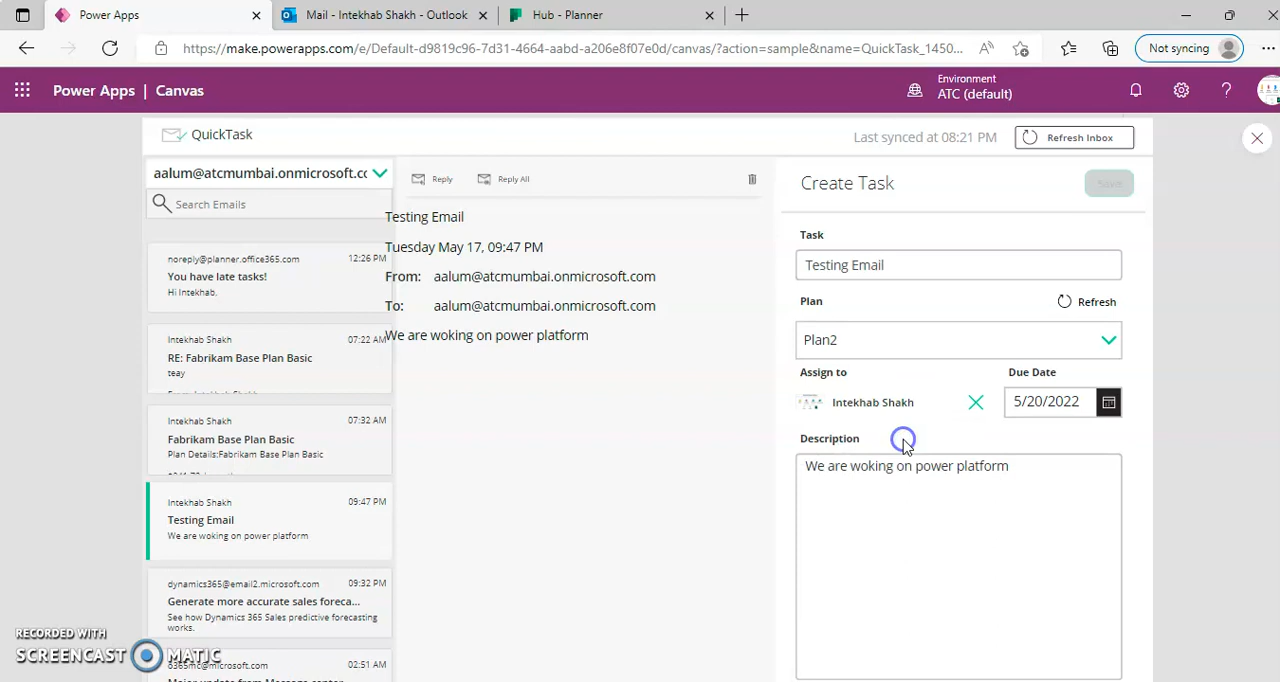 Power Apps
Mail - Intekhab Shakh - Outlook
Hub - Planner
https://make.powerapps.com/e/Default-d9819c96-7d31-4664-aabd-a206e8f07e0d/canvas/?action=sample&name=QuickTask_1450...
Not syncing
Power Apps | Canvas
Environment
ATC (default)
QuickTask
Last synced at 08:21 PM
Refresh Inbox
aalum@atcmumbai.onmicrosoft.cc
Search Emails
noreply@planner.office365.com 12:26 PM
You have late tasks!
Hi Intekhab,
Intekhab Shakh 07:22 AM
RE: Fabrikam Base Plan Basic
teay
Intekhab Shakh 07:32 AM
Fabrikam Base Plan Basic
Plan Details:Fabrikam Base Plan Basic
Intekhab Shakh 09:47 PM
Testing Email
We are woking on power platform
dynamics365@email2.microsoft.com 09:32 PM
Generate more accurate sales foreca...
See how Dynamics 365 Sales predictive forecasting
works.
o365mc@microsoft.com 02:51 AM
Major update from Message center
Reply
Reply All
Testing Email
Tuesday May 17, 09:47 PM
From: aalum@atcmumbai.onmicrosoft.com
To: aalum@atcmumbai.onmicrosoft.com
We are woking on power platform
Create Task
Save
Task
Testing Email
Plan
Refresh
Plan2
Assign to
Due Date
Intekhab Shakh
5/20/2022
Description
We are woking on power platform
RECORDED WITH
SCREENCAST MATIC